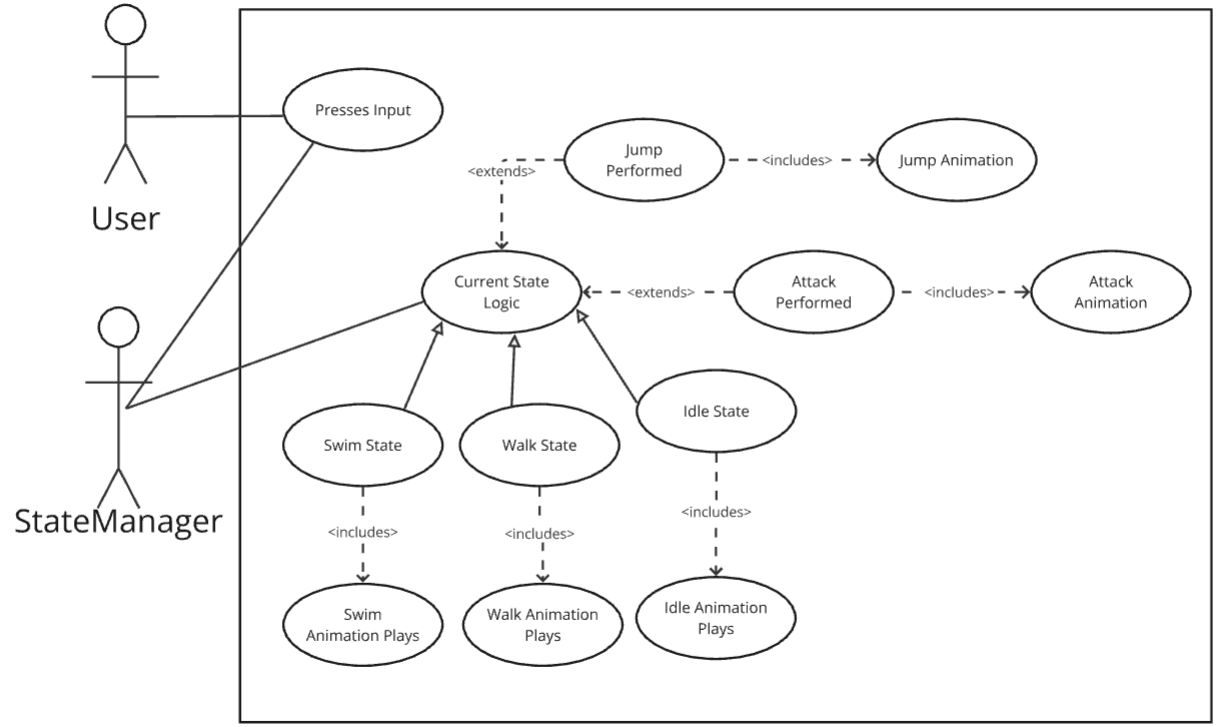 User
StateManager
Presses Input
Jump
Performed
<includes>
Jump Animation
<extends>
Current State
Logic
<extends>
Attack
Performed
<includes>
Attack
Animation
Swim State
Walk State
Idle State
<includes>
<includes>
<includes>
Swim
Animation Plays
Walk Animation
Plays
Idle Animation
Plays